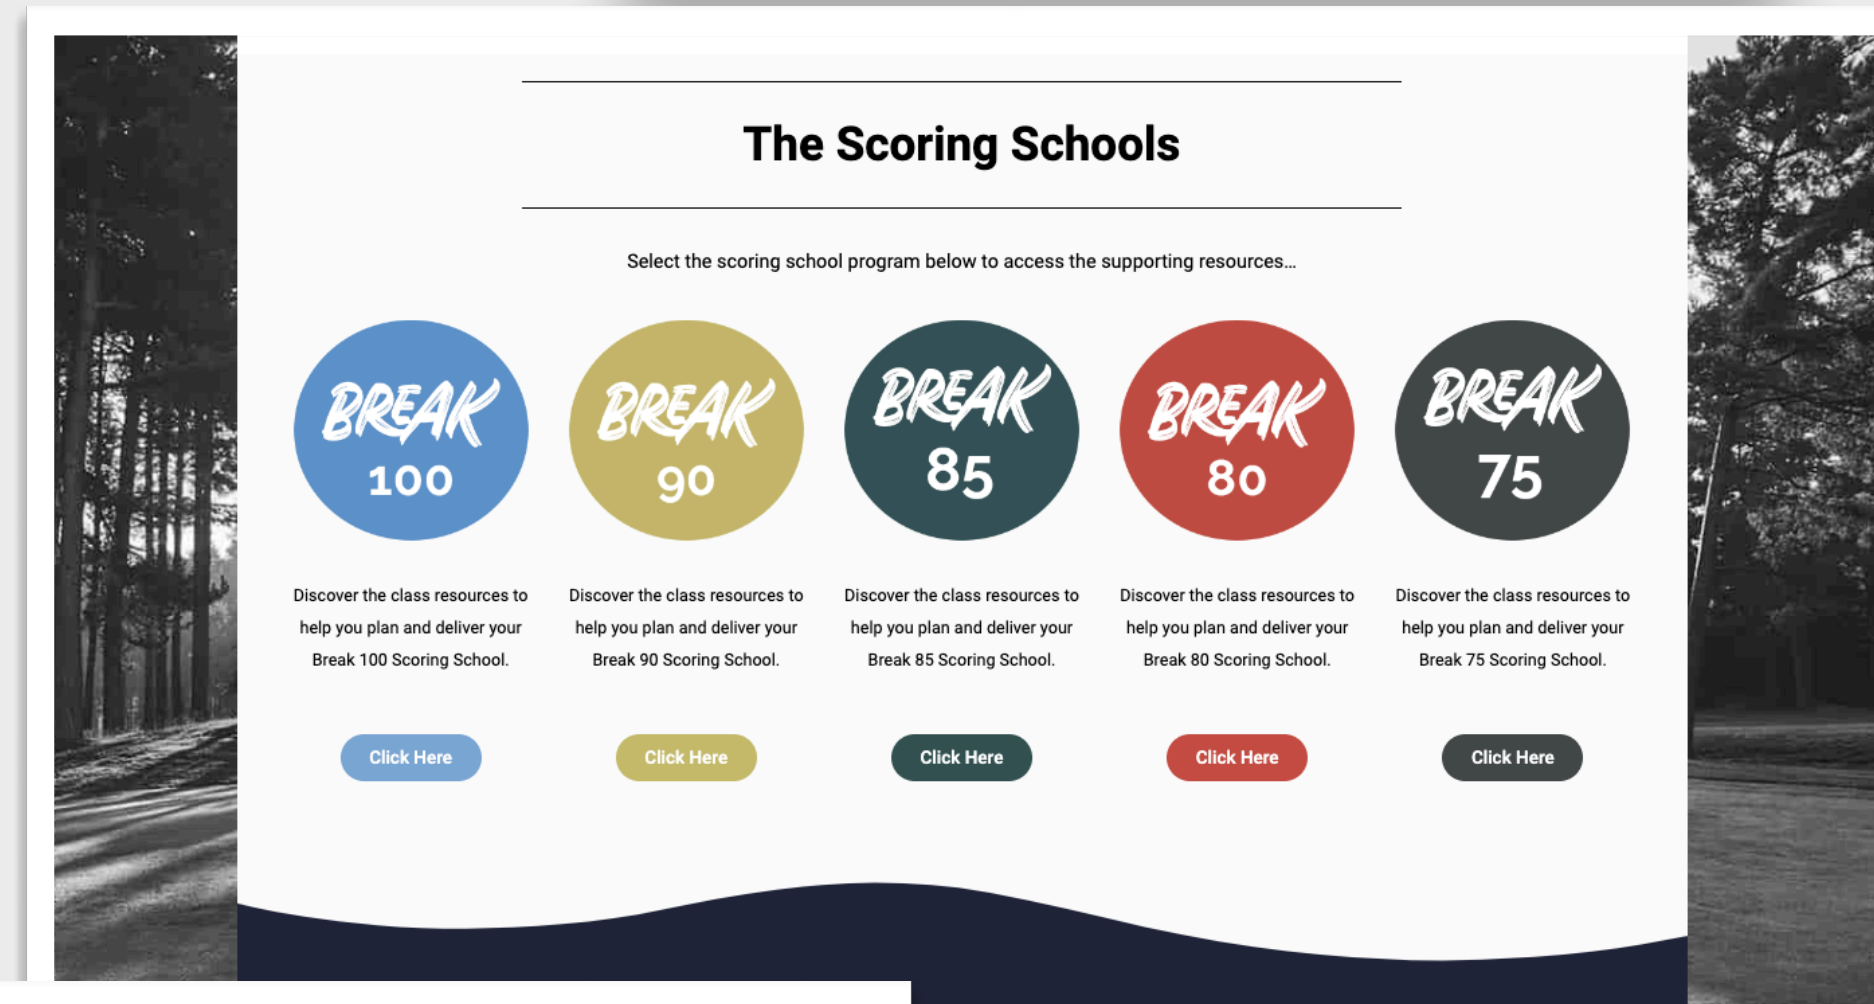 The Scoring Schools
Select the scoring school program below to access the supporting resources...
BREAK
100
BREAK
90
BREAK
85
BREAK
80
BREAK
75
Discover the class resources to
help you plan and deliver your
Break 100 Scoring School.
Discover the class resources to
help you plan and deliver your
Break 90 Scoring School.
Discover the class resources to
help you plan and deliver your
Break 85 Scoring School.
Discover the class resources to
help you plan and deliver your
Break 80 Scoring School.
Discover the class resources to
help you plan and deliver your
Break 75 Scoring School.
Click Here
Click Here
Click Here
Click Here
Click Here